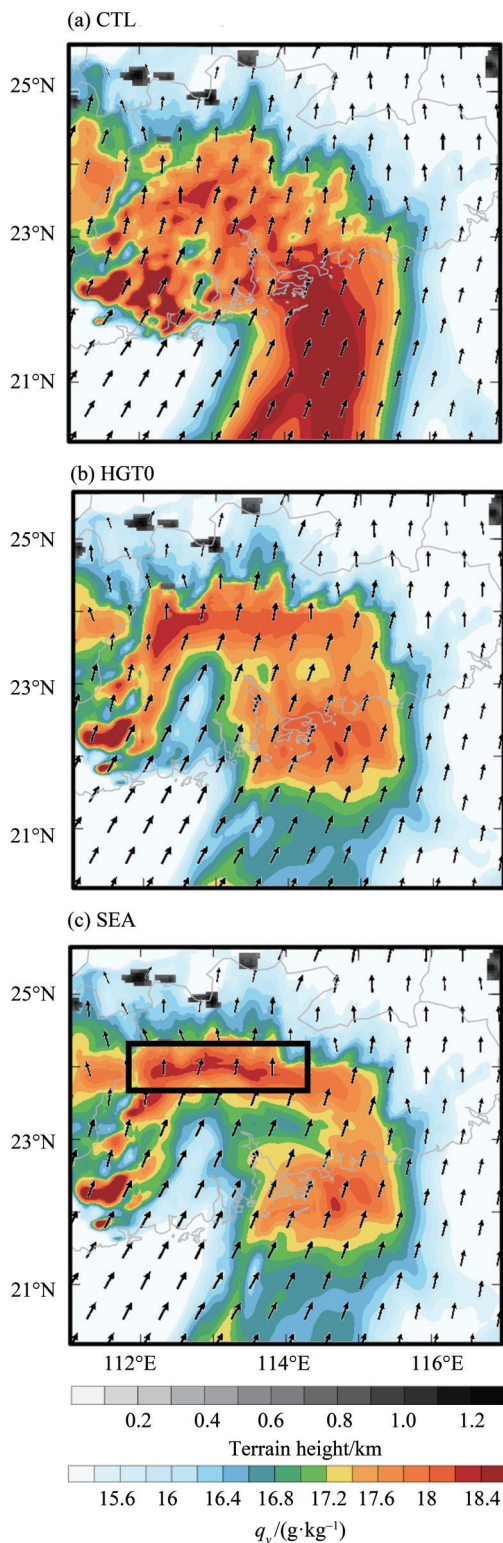 (a) CTL
25°N
23°N
21°N
(b) HGT0
25°N
23°N
21°N
(c) SEA
25°N
23°N
21°N
112°E 114°E 116°E
0.2 0.4 0.6 0.8 1.0 1.2
Terrain height/km
15.6 16 16.4 16.8 17.2 17.6 18 18.4
qᵥ/(g·kg⁻¹)